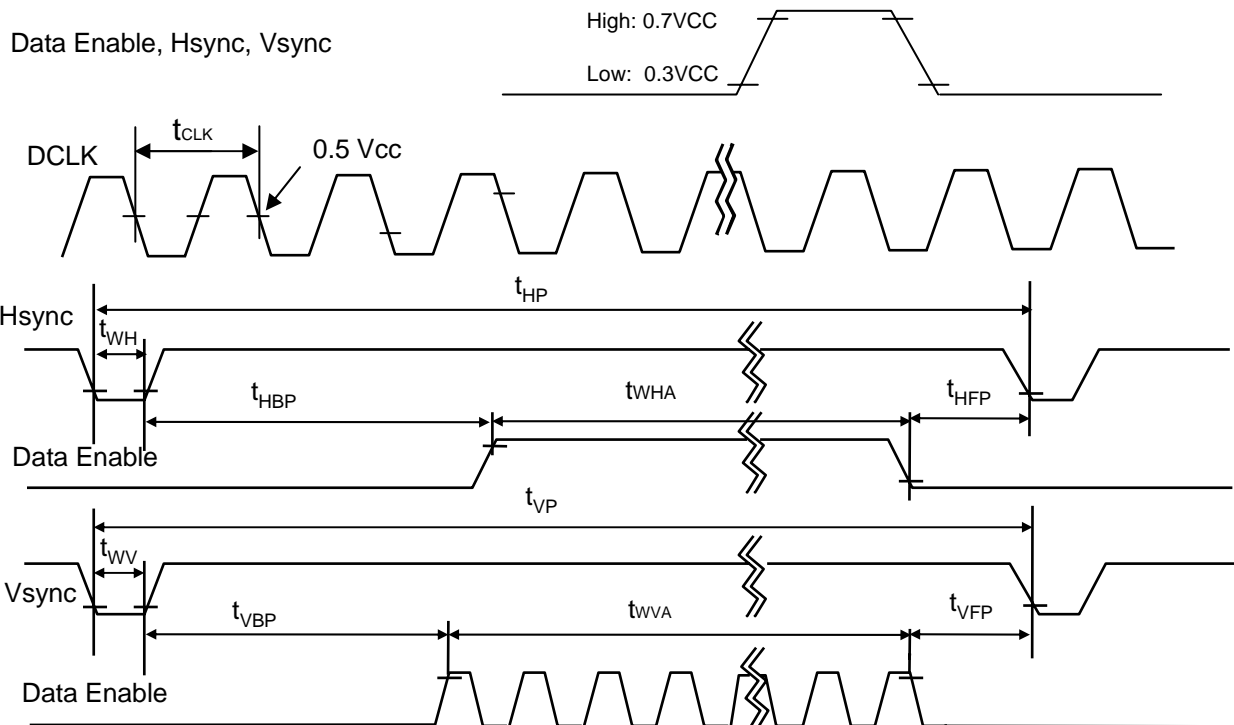 High: 0.7VCC
Data Enable, Hsync, Vsync
Low: 0.3VCC
tCLK
DCLK
0.5 Vcc
tHP
Hsync
tWH
tHBP
tWHA
tHFP
Data Enable
tVP
tWV
Vsync
tVBP
tWVA
tVFP
Data Enable